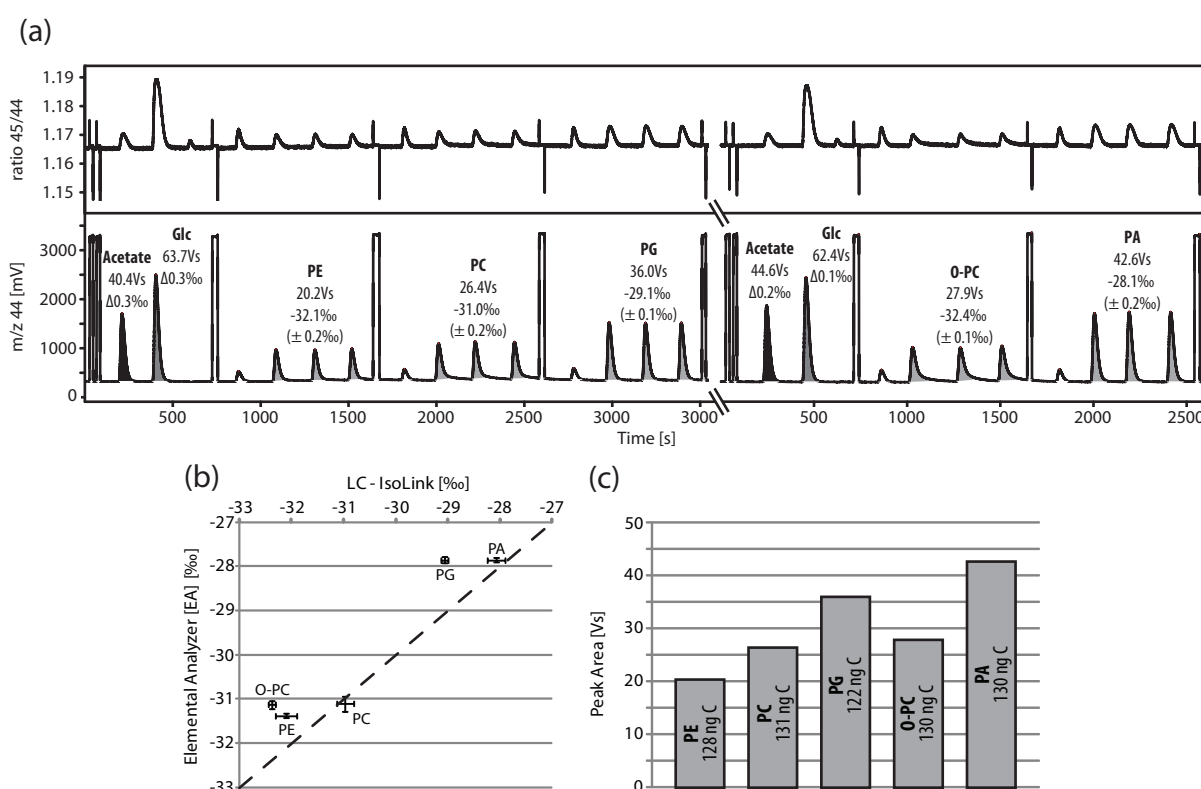 (a)
ratio 45/44
1.19
1.18
1.17
1.16
1.15
m/z 44 [mV]
3000
2000
1000
0
Acetate
40.4Vs
Δ0.3‰
Glc
63.7Vs
Δ0.3‰
PE
20.2Vs
-32.1‰
(± 0.2‰)
PC
26.4Vs
-31.0‰
(± 0.2‰)
PG
36.0Vs
-29.1‰
(± 0.1‰)
Acetate
44.6Vs
Δ0.2‰
Glc
62.4Vs
Δ0.1‰
O-PC
27.9Vs
-32.4‰
(± 0.1‰)
PA
42.6Vs
-28.1‰
(± 0.2‰)
500 1000 1500 2000 2500 3000 500 1000 1500 2000 2500
Time [s]
(b)
LC - IsoLink [‰]
-33 -32 -31 -30 -29 -28 -27
Elemental Analyzer [EA] [‰]
-27
-28
-29
-30
-31
-32
-33
PA
PG
O-PC
PE
PC
(c)
Peak Area [Vs]
50
40
30
20
10
0
PE
128 ng C
PC
131 ng C
PG
122 ng C
O-PC
130 ng C
PA
130 ng C